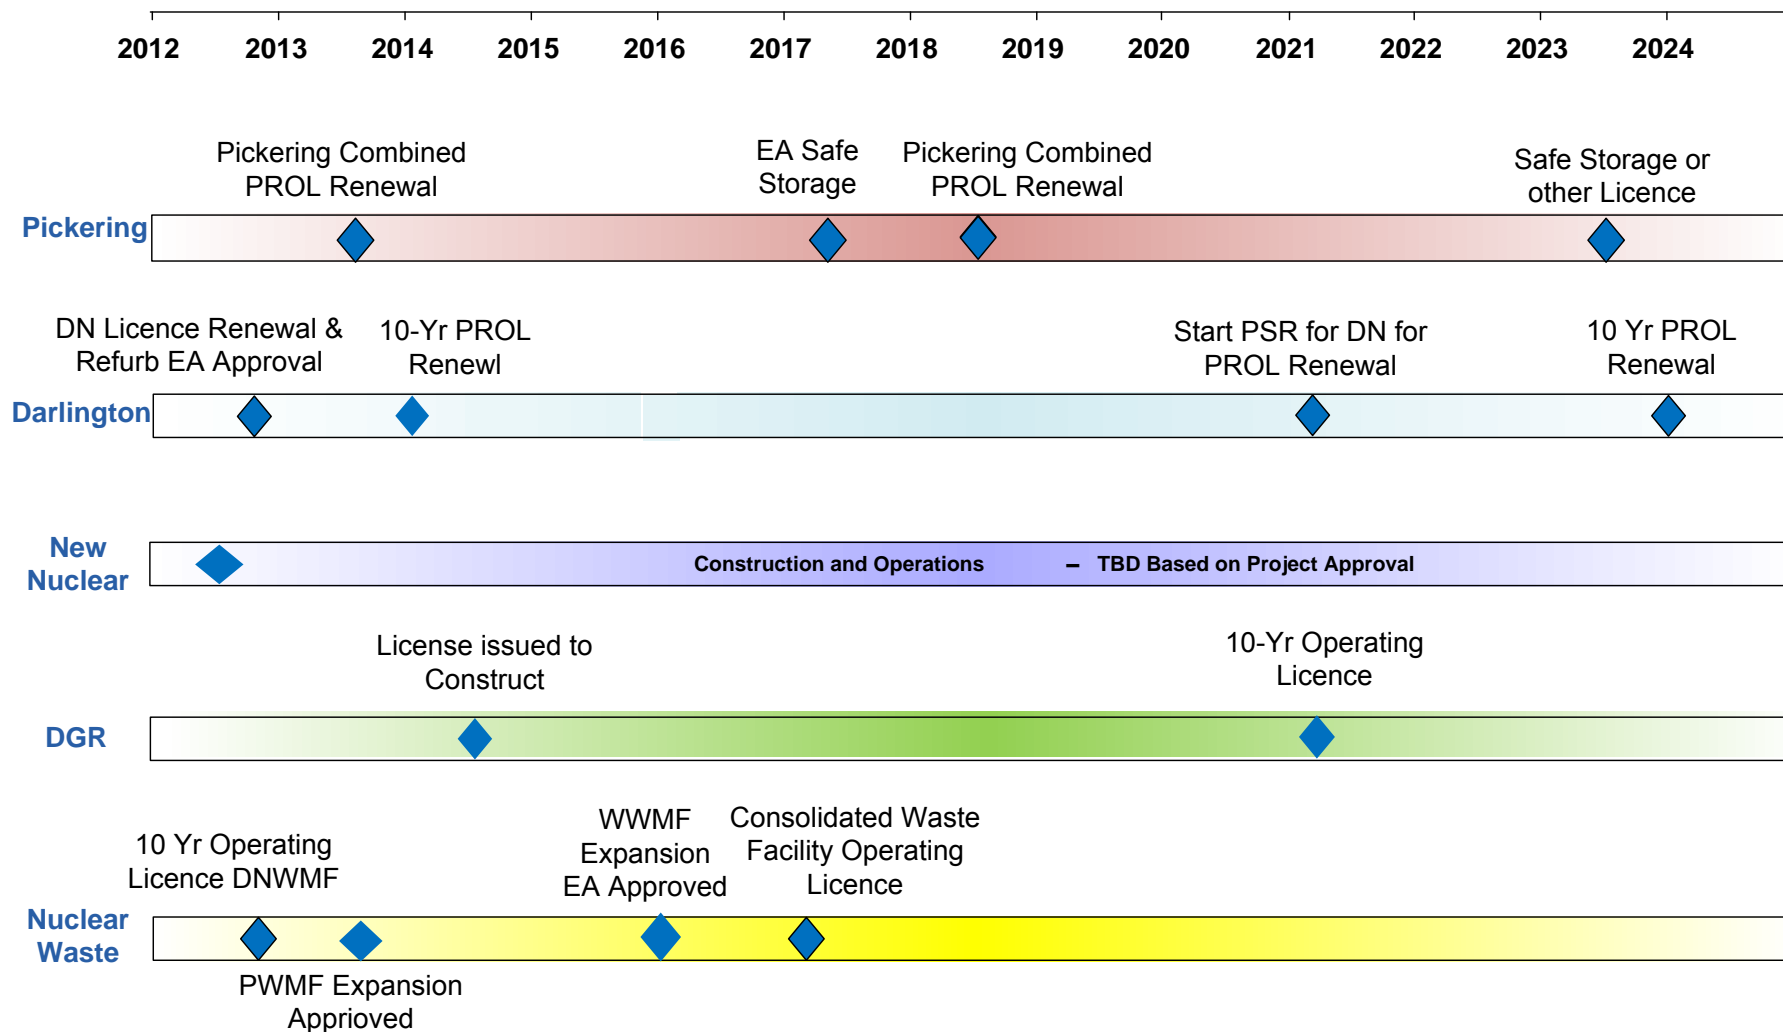 2012 2013 2014 2015 2016 2017 2018 2019 2020 2021 2022 2023 2024
Pickering Combined
PROL Renewal
EA Safe
Storage
Pickering Combined
PROL Renewal
Safe Storage or
other Licence
Pickering
DN Licence Renewal &
Refurb EA Approval
10-Yr PROL
Renewl
Start PSR for DN for
PROL Renewal
10 Yr PROL
Renewal
Darlington
New
Nuclear
Construction and Operations – TBD Based on Project Approval
License issued to
Construct
10-Yr Operating
Licence
DGR
10 Yr Operating
Licence DNWMF
WWMF
Expansion
EA Approved
Consolidated Waste
Facility Operating
Licence
Nuclear
Waste
PWMF Expansion
Apprioved